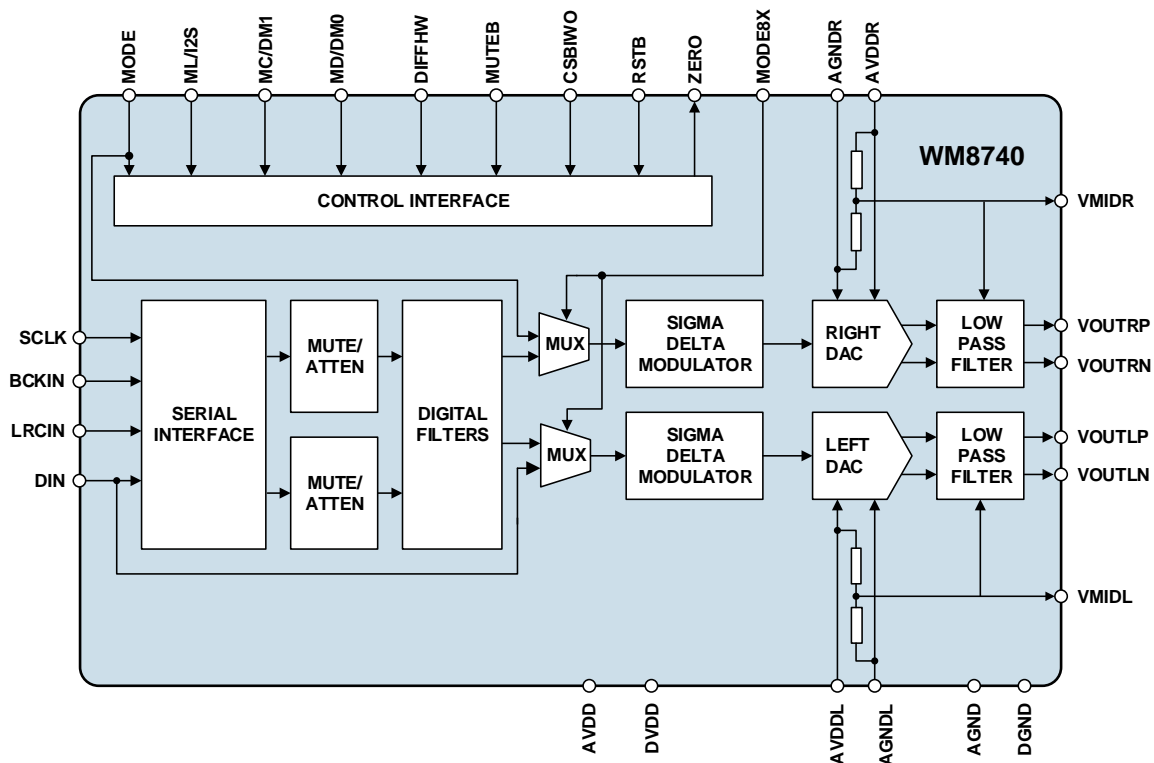 MODE
ML/I2S
MC/DM1
MD/DM0
DIFFHW
MUTEB
CSBIWO
RSTB
ZERO
MODE8X
AGNDR
AVDDR
WM8740
CONTROL INTERFACE
VMIDR
SCLK
BCKIN
LRCIN
DIN
SERIAL
INTERFACE
MUTE/
ATTEN
MUTE/
ATTEN
DIGITAL
FILTERS
MUX
SIGMA
DELTA
MODULATOR
RIGHT
DAC
LOW
PASS
FILTER
VOUTRP
VOUTRN
MUX
SIGMA
DELTA
MODULATOR
LEFT
DAC
LOW
PASS
FILTER
VOUTLP
VOUTLN
VMIDL
AVDD
DVDD
AVDDL
AGNDL
AGND
DGND